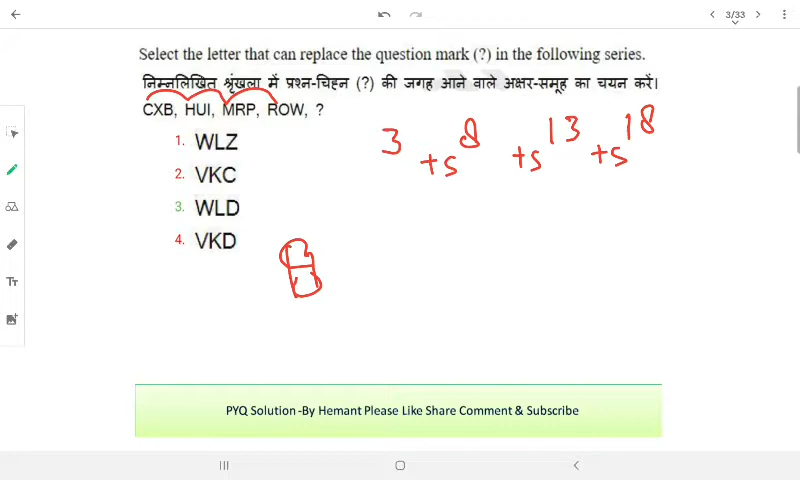 3/33
Select the letter that can replace the question mark (?) in the following series.
निम्नलिखित श्रृंखला में प्रश्न-चिह्न (?) की जगह आने वाले अक्षर-समूह का चयन करें।
CXB, HUI, MRP, ROW, ?
3 +5 8 +5 13 +5 18
1. WLZ
2. VKC
3. WLD
4. VKD
Tт
PYQ Solution -By Hemant Please Like Share Comment & Subscribe